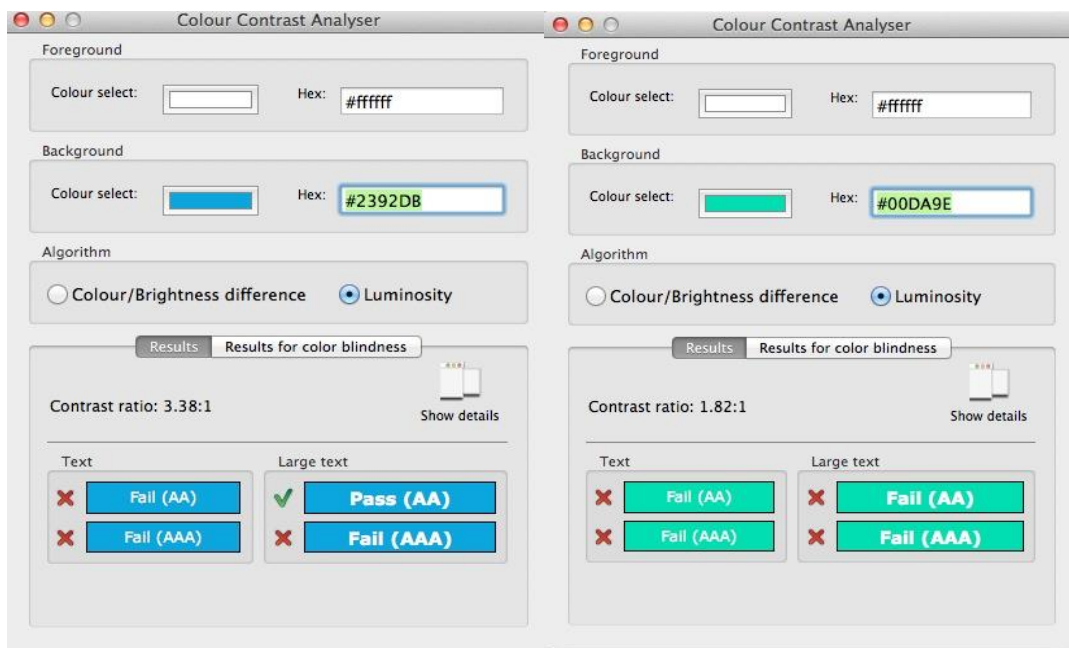 Colour Contrast Analyser
Foreground
Colour select: Hex: #ffffff
Background
Colour select: Hex: #2392DB
Algorithm
Colour/Brightness difference Luminosity
Results Results for color blindness
Contrast ratio: 3.38:1
Show details
Text Large text
Fail (AA) Pass (AA)
Fail (AAA) Fail (AAA)
Colour Contrast Analyser
Foreground
Colour select: Hex: #ffffff
Background
Colour select: Hex: #00DA9E
Algorithm
Colour/Brightness difference Luminosity
Results Results for color blindness
Contrast ratio: 1.82:1
Show details
Text Large text
Fail (AA) Fail (AA)
Fail (AAA) Fail (AAA)